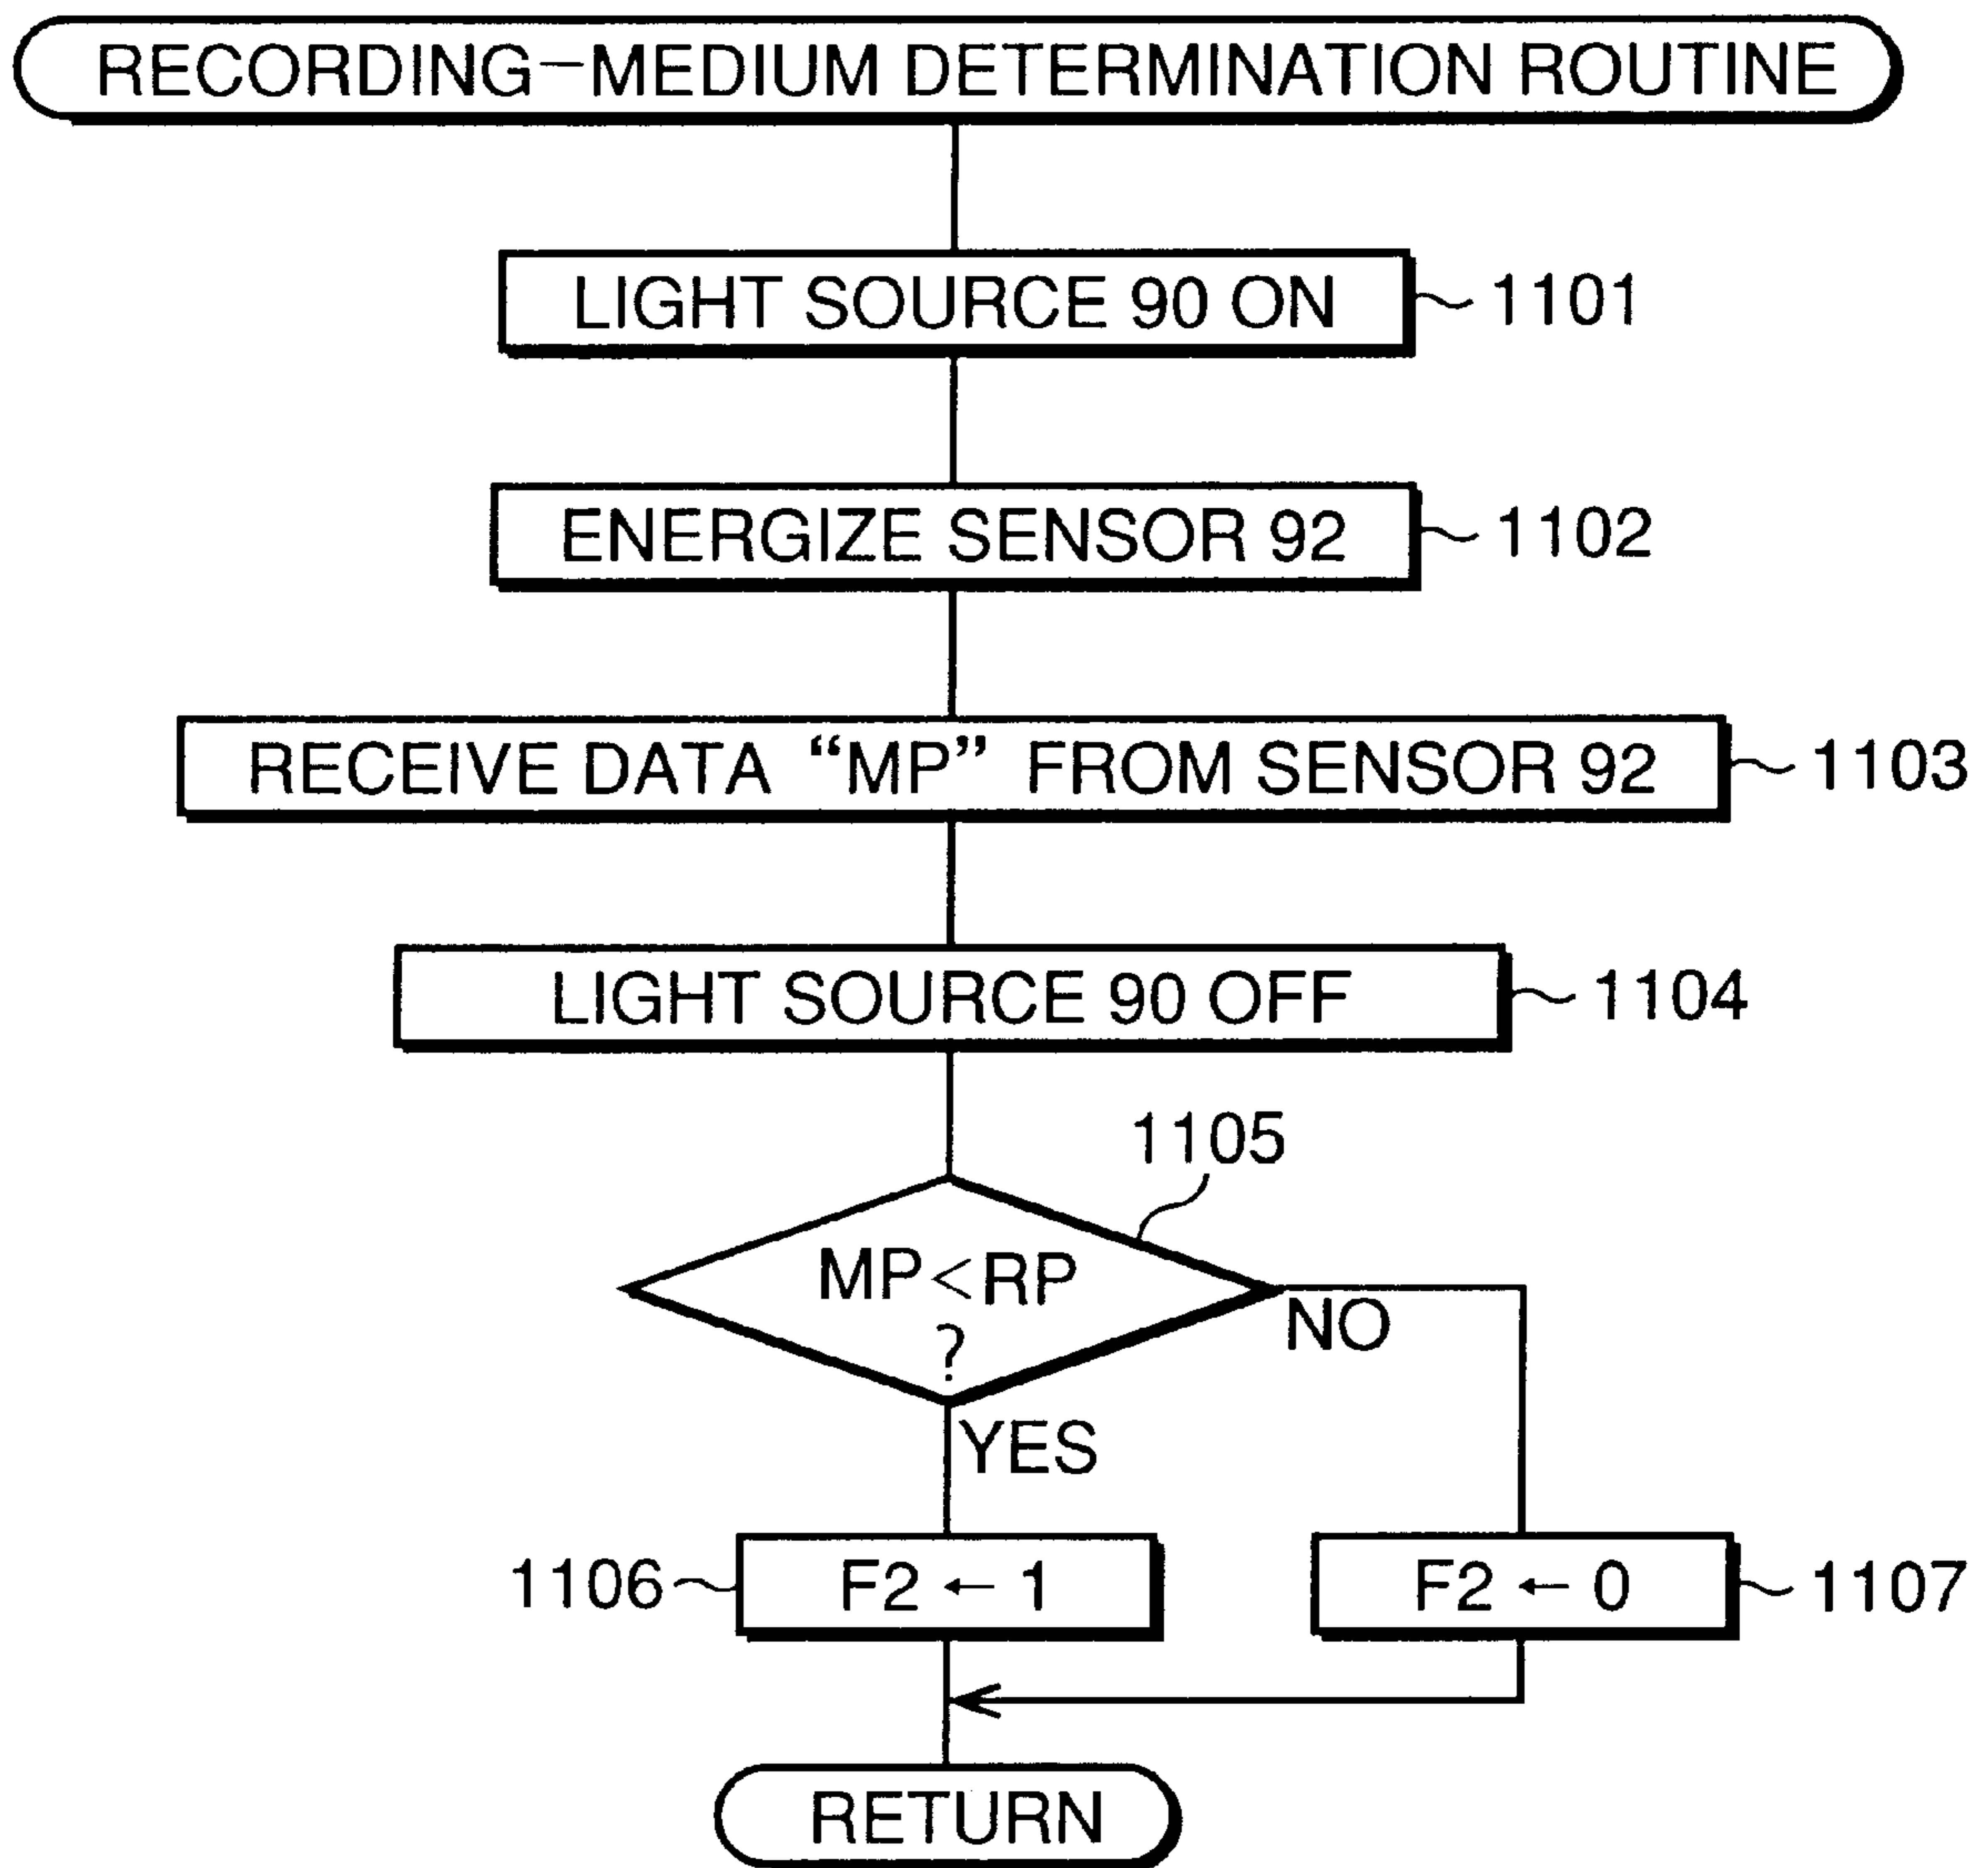 RECORDING—MEDIUM DETERMINATION ROUTINE
LIGHT SOURCE 90 ON
1101
ENERGIZE SENSOR 92
1102
RECEIVE DATA “MP” FROM SENSOR 92
1103
LIGHT SOURCE 90 OFF
1104
1105
MP<RP
?
NO
YES
1106
F2 ← 1
F2 ← 0
1107
RETURN